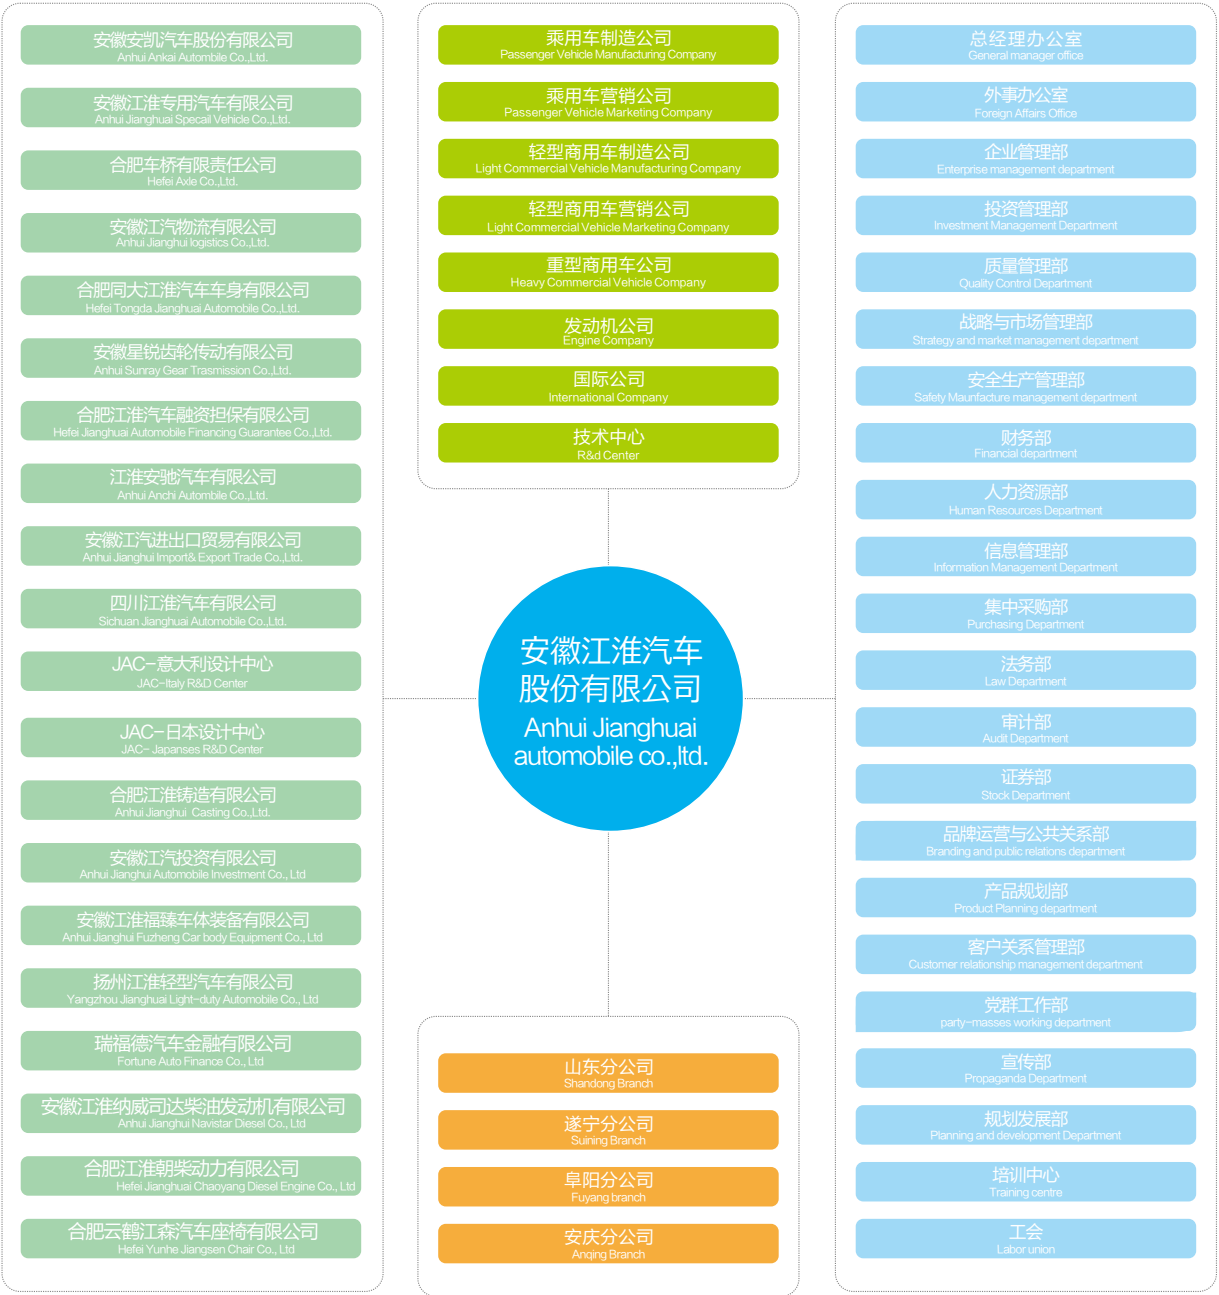 安徽安凯汽车股份有限公司
Anhui Ankai Autombile Co.,Ltd.
安徽江淮专用汽车有限公司
Anhui Jianghuai Specail Vehicle Co.,Ltd.
合肥车桥有限责任公司
Hefei Axle Co.,Ltd.
安徽江汽物流有限公司
Anhui Jianghui logistics Co.,Ltd.
合肥同大江淮汽车车身有限公司
Hefei Tongda Jianghuai Automobile Co.,Ltd.
安徽星锐齿轮传动有限公司
Anhui Sunray Gear Trasmission Co.,Ltd.
合肥江淮汽车融资担保有限公司
Hefei Jianghuai Automobile Financing Guarantee Co.,Ltd.
江淮安驰汽车有限公司
Anhui Anchi Autombile Co.,Ltd.
安徽江汽进出口贸易有限公司
Anhui Jianghui Import& Export Trade Co.,Ltd.
四川江淮汽车有限公司
Sichuan Jianghuai Automobile Co.,Ltd.
JAC-意大利设计中心
JAC-Italy R&D Center
JAC-日本设计中心
JAC- Japanses R&D Center
合肥江淮铸造有限公司
Anhui Jianghui Casting Co.,Ltd.
安徽江汽投资有限公司
Anhui Jianghui Automobile Investment Co., Ltd
安徽江淮福臻车体装备有限公司
Anhui Jianghui Fuzheng Car body Equipment Co., Ltd
扬州江淮轻型汽车有限公司
Yangzhou Jianghuai Light-duty Automobile Co., Ltd
瑞福德汽车金融有限公司
Fortune Auto Finance Co., Ltd
安徽江淮纳威司达柴油发动机有限公司
Anhui Jianghui Navistar Diesel Co., Ltd
合肥江淮朝柴动力有限公司
Hefei Jianghuai Chaoyang Diesel Engine Co., Ltd
合肥云鹤江森汽车座椅有限公司
Hefei Yunhe Jiangsen Chair Co., Ltd
乘用车制造公司
Passenger Vehicle Manufacturing Company
乘用车营销公司
Passenger Vehicle Marketing Company
轻型商用车制造公司
Light Commercial Vehicle Manufacturing Company
轻型商用车营销公司
Light Commercial Vehicle Marketing Company
重型商用车公司
Heavy Commercial Vehicle Company
发动机公司
Engine Company
国际公司
International Company
技术中心
R&d Center
安徽江淮汽车
股份有限公司
Anhui Jianghuai
automobile co.,ltd.
山东分公司
Shandong Branch
遂宁分公司
Suining Branch
阜阳分公司
Fuyang branch
安庆分公司
Anqing Branch
总经理办公室
General manager office
外事办公室
Foreign Affairs Office
企业管理部
Enterprise management department
投资管理部
Investment Management Department
质量管理部
Quality Control Department
战略与市场管理部
Strategy and market management department
安全生产管理部
Safety Maunfacture management department
财务部
Financial department
人力资源部
Human Resources Department
信息管理部
Information Management Department
集中采购部
Purchasing Department
法务部
Law Department
审计部
Audit Department
证券部
Stock Department
品牌运营与公共关系部
Branding and public relations department
产品规划部
Product Planning department
客户关系管理部
Customer relationship management department
党群工作部
party-masses working department
宣传部
Propaganda Department
规划发展部
Planning and development Department
培训中心
Training centre
工会
Labor union